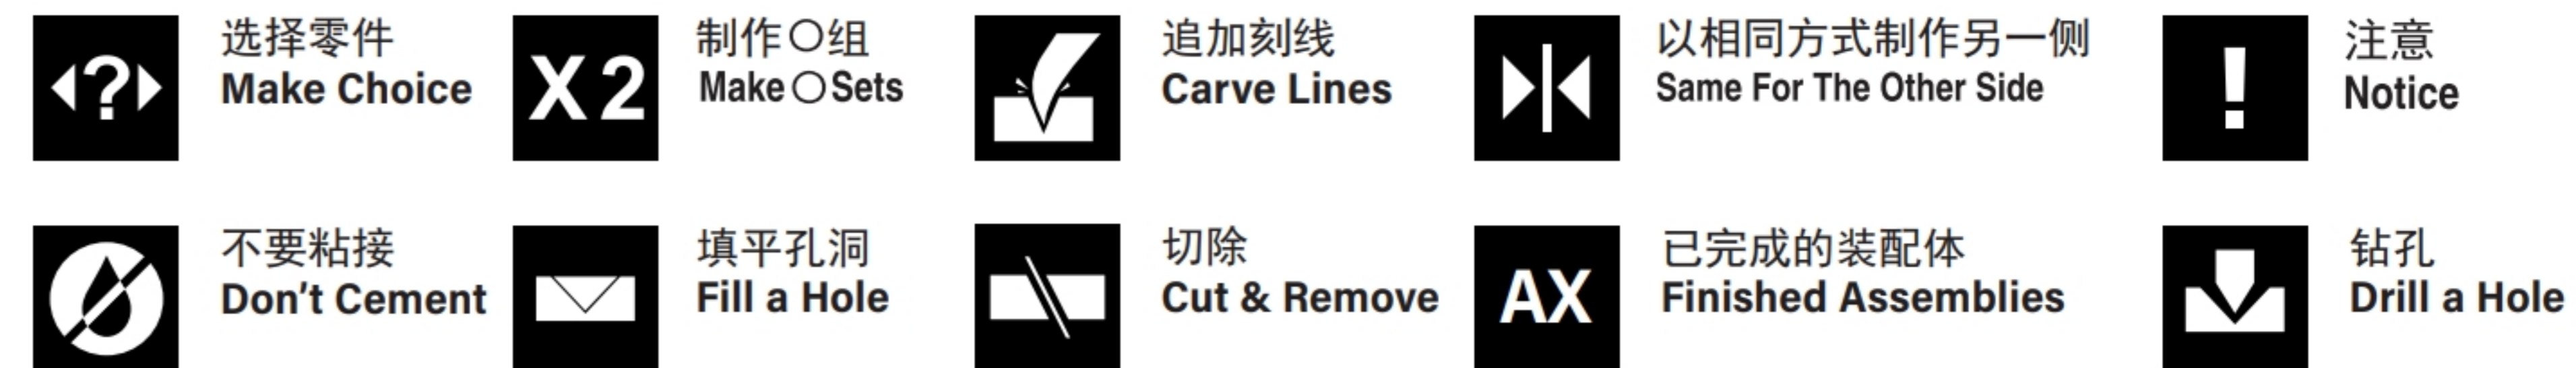 ?
选择零件
Make Choice
X2
制作○组
Make ○ Sets
追加刻线
Carve Lines
以相同方式制作另一侧
Same For The Other Side
!
注意
Notice
不要粘接
Don't Cement
填平孔洞
Fill a Hole
切除
Cut & Remove
AX
已完成的装配体
Finished Assemblies
钻孔
Drill a Hole